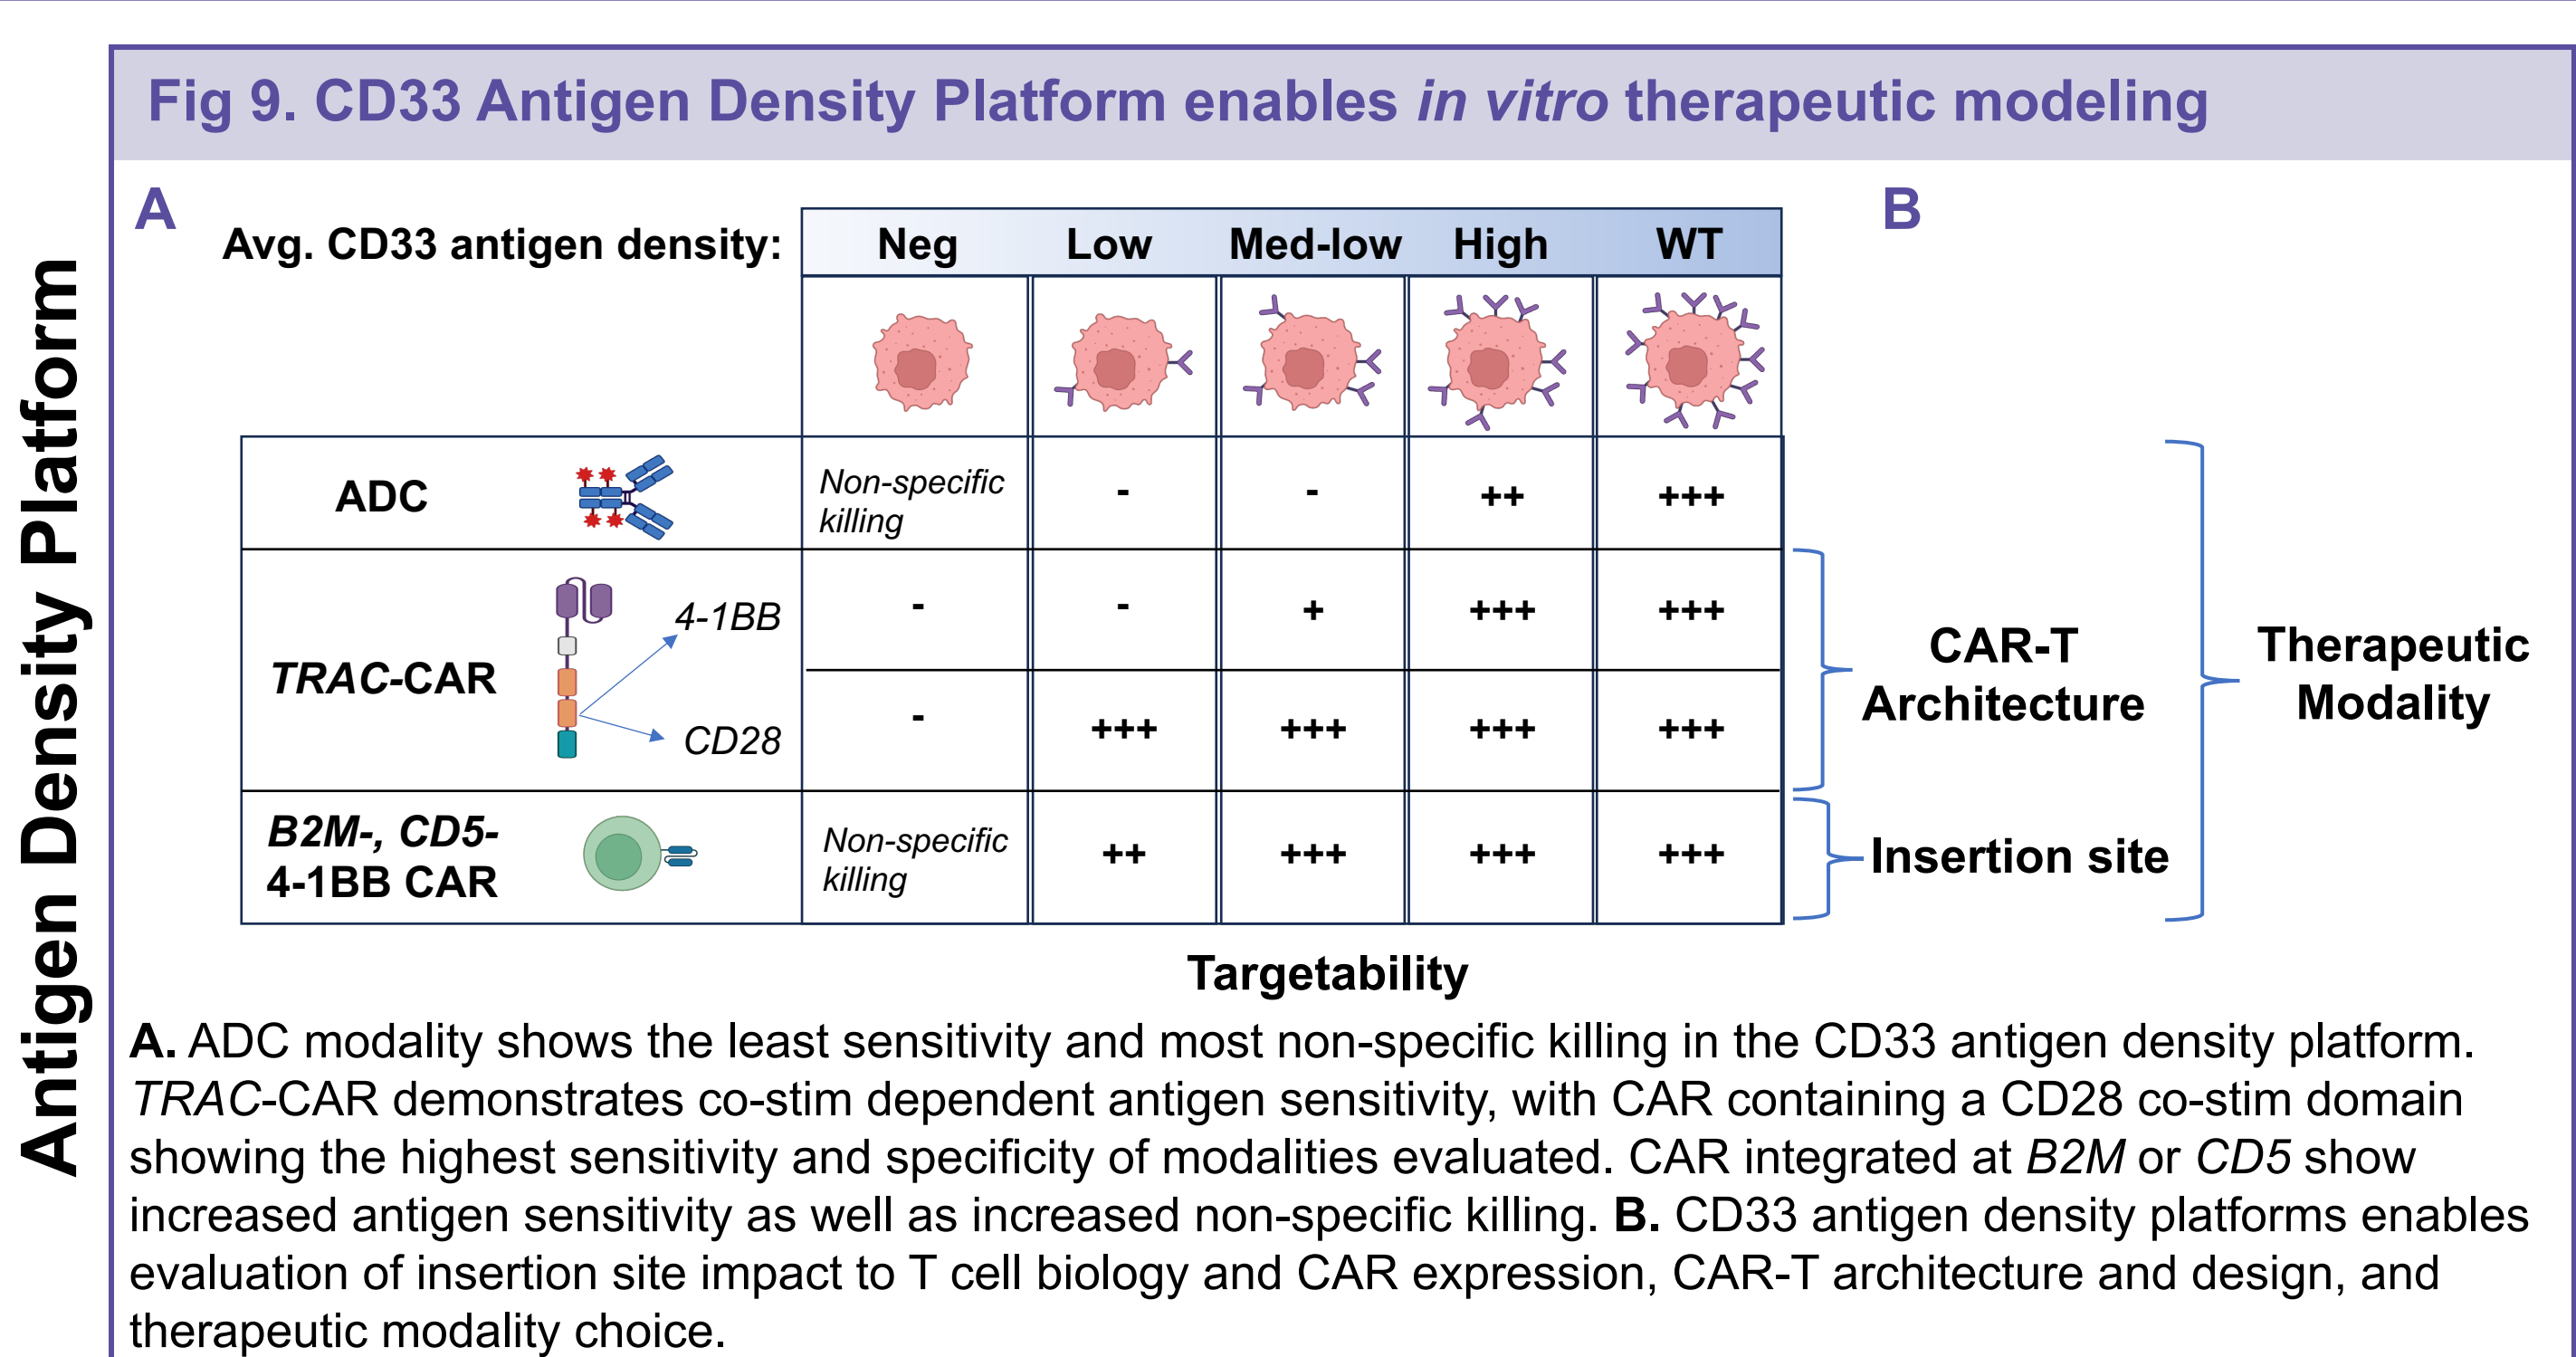 Antigen Density Platform
Fig 9. CD33 Antigen Density Platform enables in vitro therapeutic modeling
A
Avg. CD33 antigen density: Neg Low Med-low High WT
ADC Non-specific killing - - ++ +++
TRAC-CAR
4-1BB - - + +++ +++
CD28 - +++ +++ +++ +++
B2M-, CD5-
4-1BB CAR Non-specific killing ++ +++ +++ +++
Targetability
B
CAR-T
Architecture
Insertion site
Therapeutic
Modality
A. ADC modality shows the least sensitivity and most non-specific killing in the CD33 antigen density platform.
TRAC-CAR demonstrates co-stim dependent antigen sensitivity, with CAR containing a CD28 co-stim domain
showing the highest sensitivity and specificity of modalities evaluated. CAR integrated at B2M or CD5 show
increased antigen sensitivity as well as increased non-specific killing. B. CD33 antigen density platforms enables
evaluation of insertion site impact to T cell biology and CAR expression, CAR-T architecture and design, and
therapeutic modality choice.